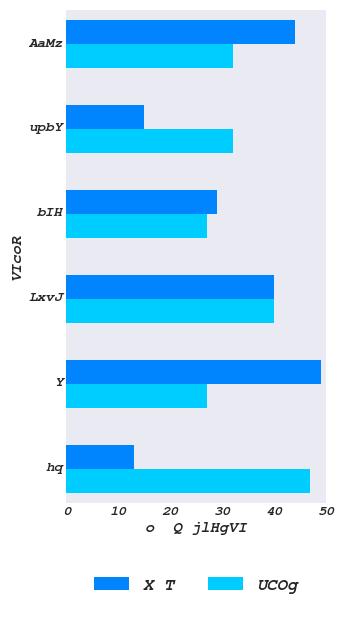 AaMz
upbY
bIH
LxvJ
Y
hq
VIcoR
0 10 20 30 40 50
o Q jlHgVI
X T UCOg